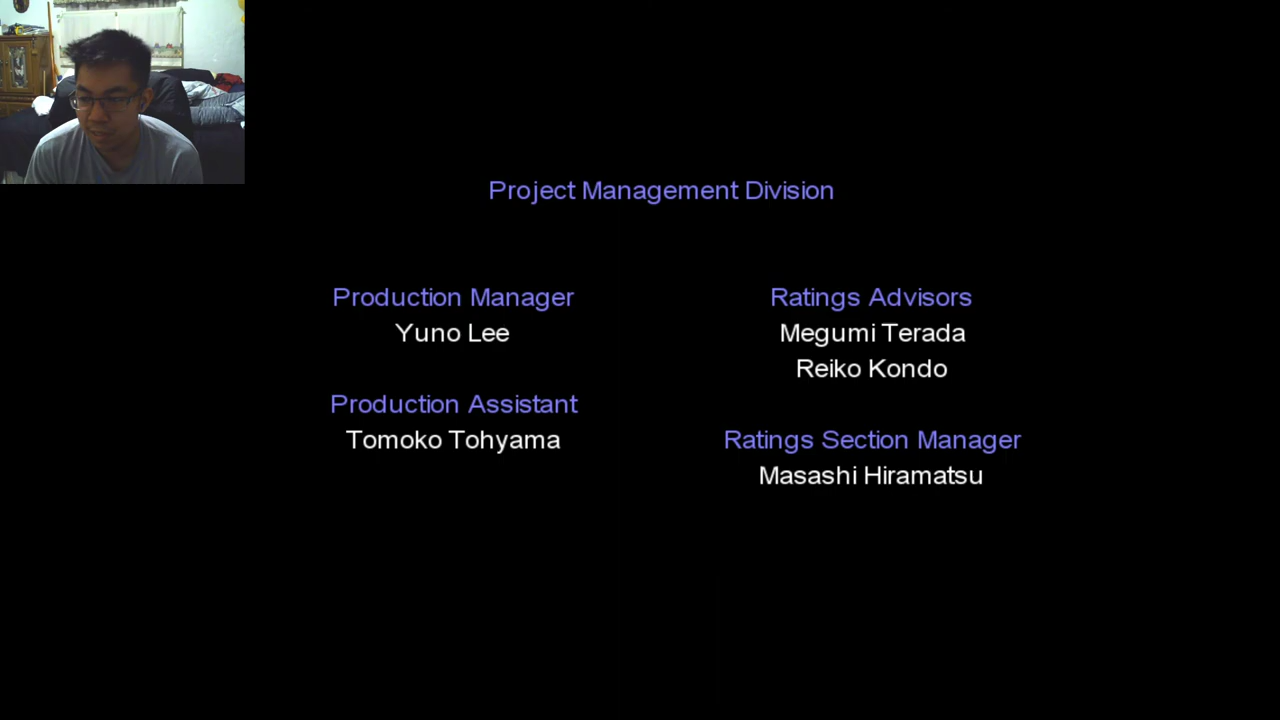 Project Management Division
Production Manager
Yuno Lee
Production Assistant
Tomoko Tohyama
Ratings Advisors
Megumi Terada
Reiko Kondo
Ratings Section Manager
Masashi Hiramatsu